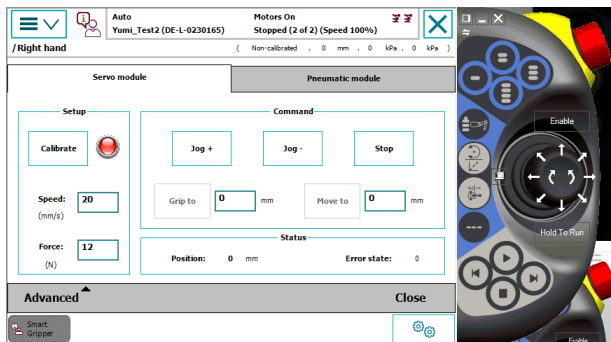 Auto
Yumi_Test2 (DE-L-0230165)
Motors On
Stopped (2 of 2) (Speed 100%)
/Right hand
( Non-calibrated , 0 mm , 0 kPa , 0 kPa )
Servo module
Pneumatic module
Setup
Calibrate
Speed: 20
(mm/s)
Force: 12
(N)
Command
Jog +
Jog -
Stop
Grip to 0 mm
Move to 0 mm
Status
Position: 0 mm
Error state: 0
Advanced
Close
Smart
Gripper
Enable
Hold To Run
Enable